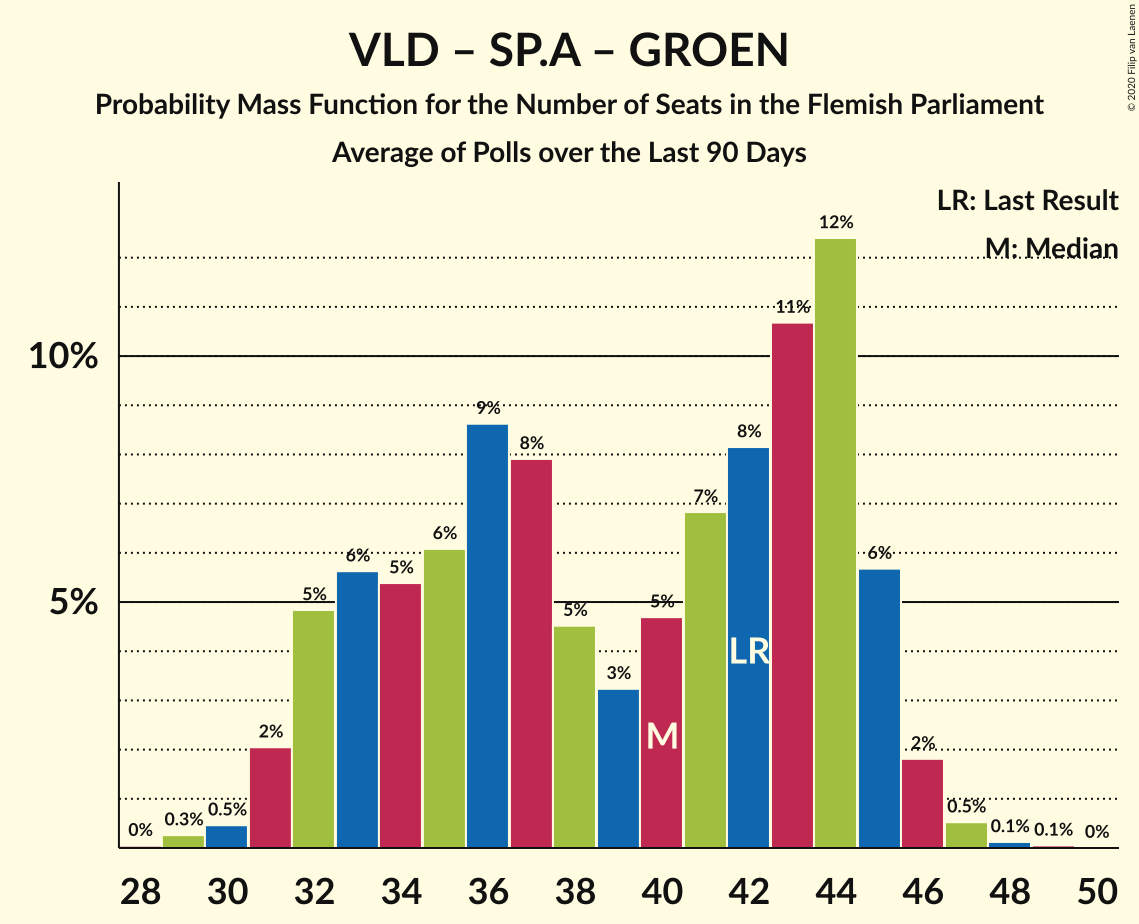 VLD – SP.A – GROEN
Probability Mass Function for the Number of Seats in the Flemish Parliament
Average of Polls over the Last 90 Days
© 2020 Filip van Laenen
LR: Last Result
M: Median
10%
5%
0%
0.3%
0.5%
2%
5%
6%
5%
6%
9%
8%
5%
3%
5%
7%
8%
11%
12%
6%
2%
0.5%
0.1%
0.1%
0%
LR
M
28 30 32 34 36 38 40 42 44 46 48 50